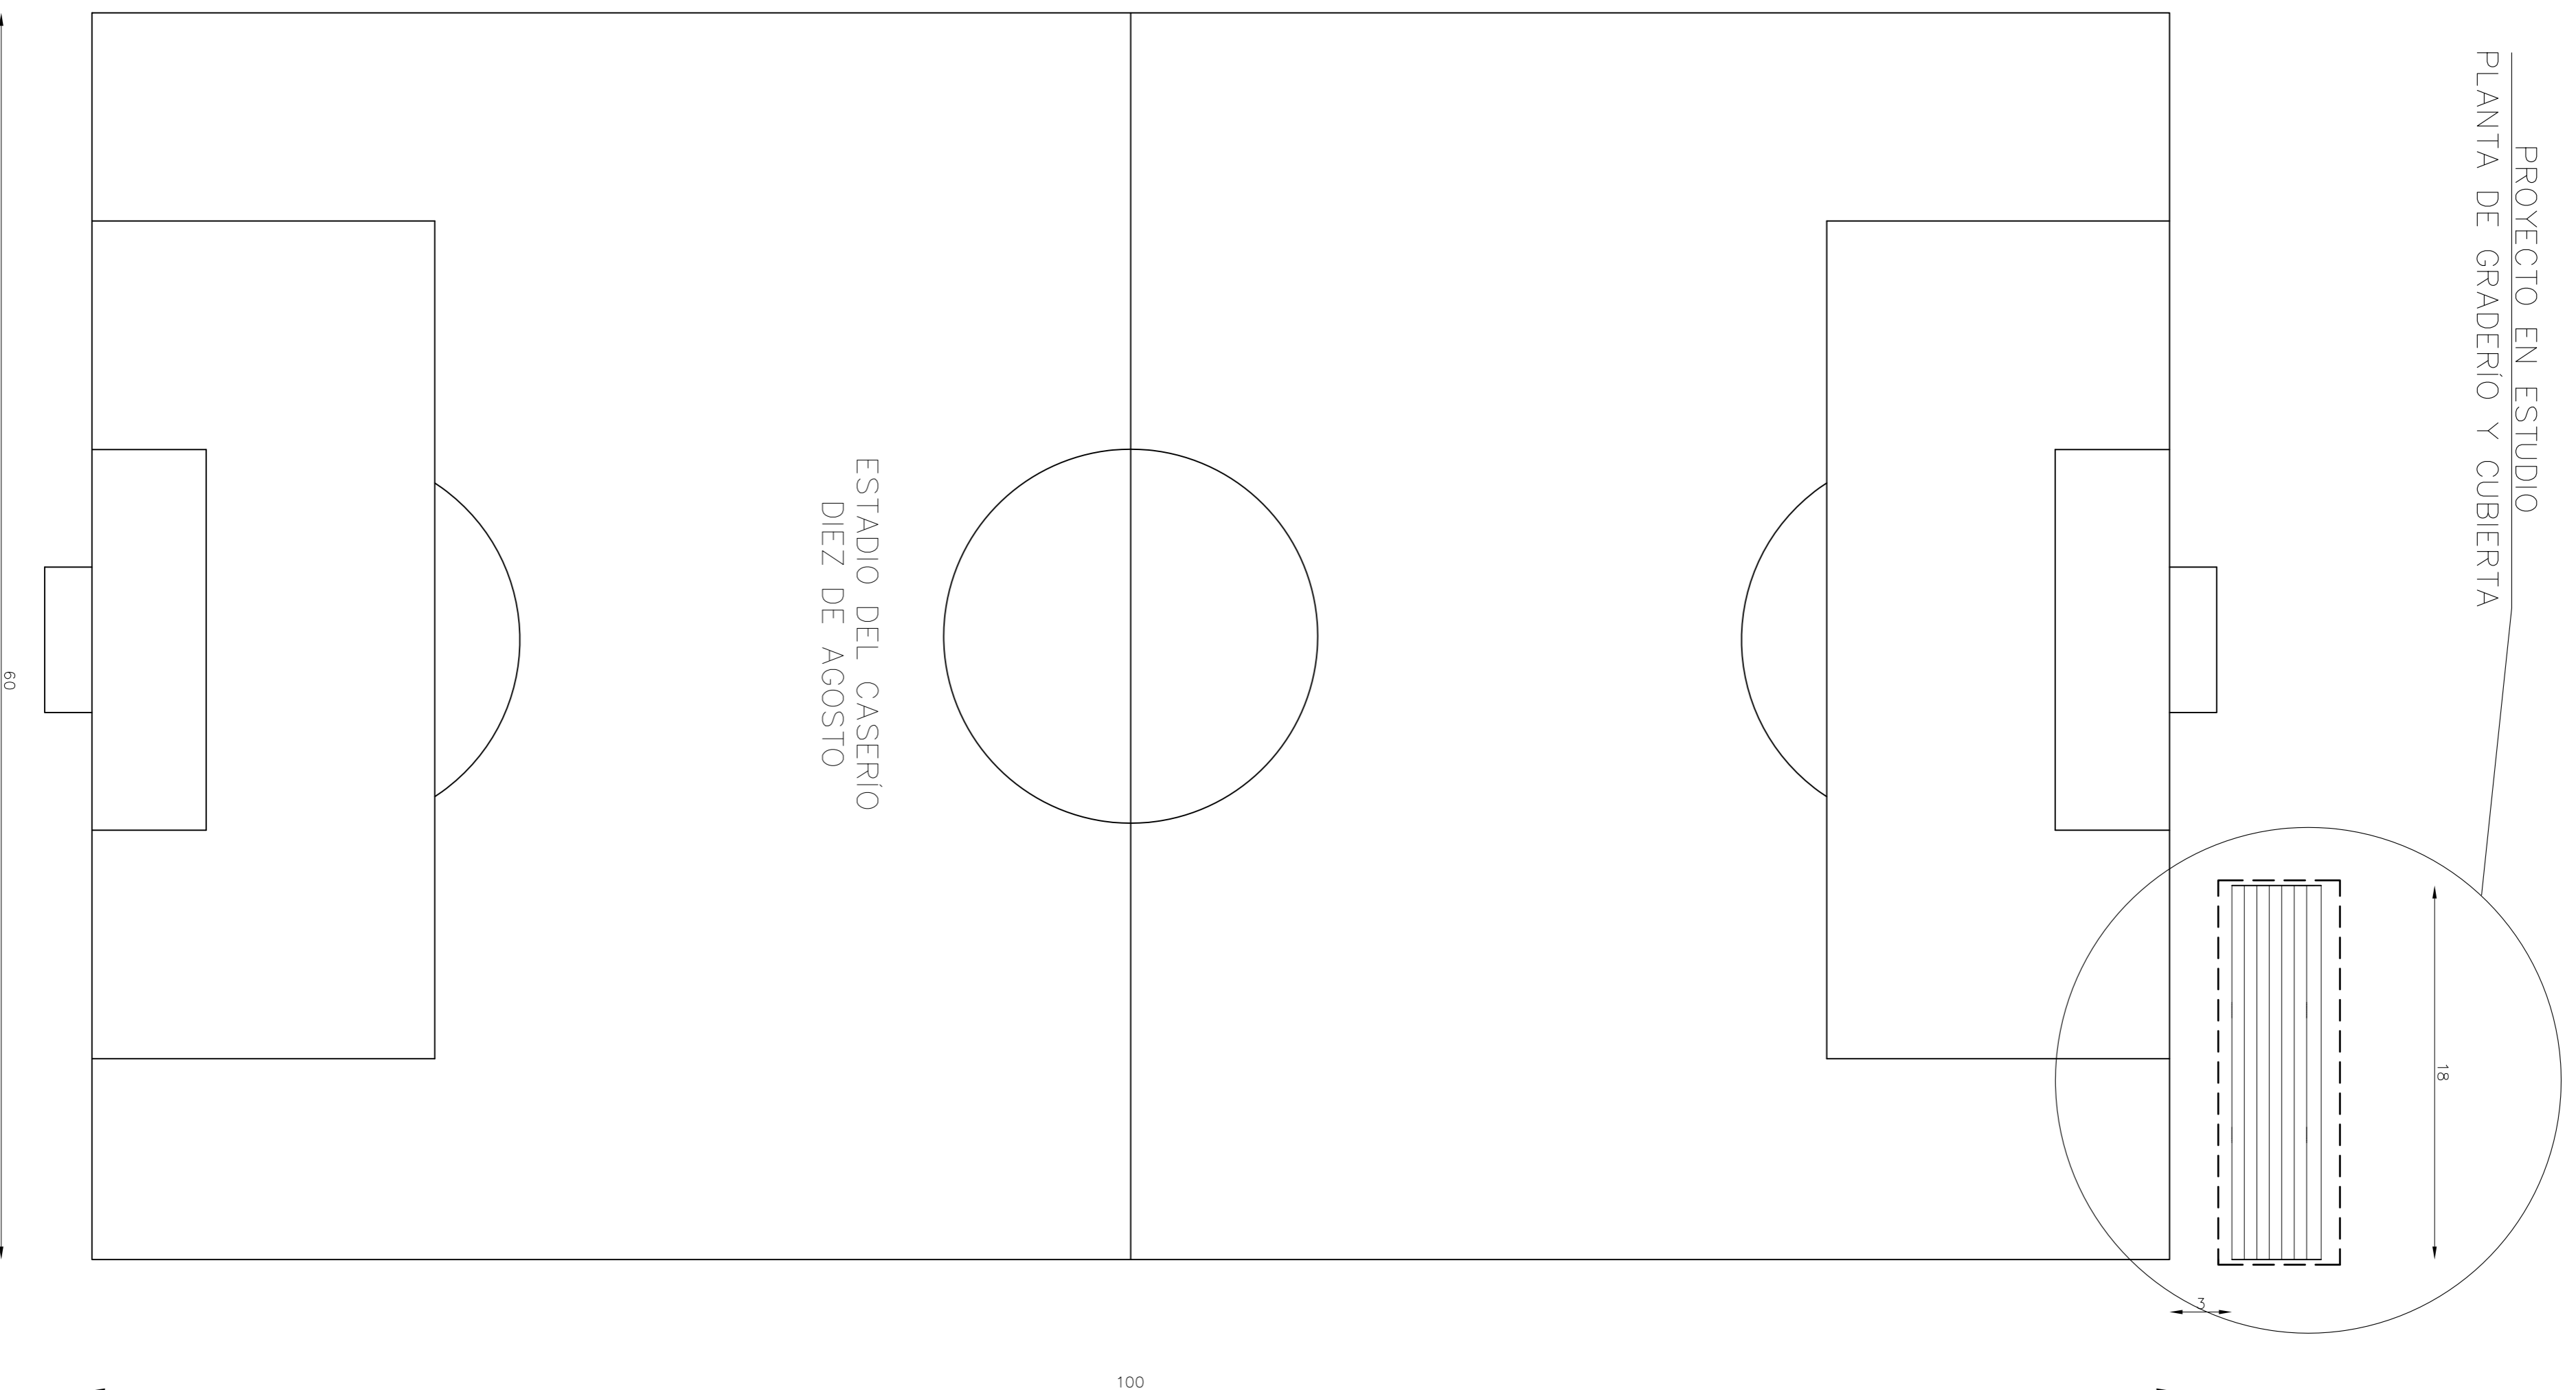 PROYECTO EN ESTUDIO
PLANTA DE GRADERÍO Y CUBIERTA
ESTADIO DEL CASERÍO
DIEZ DE AGOSTO
60
18
3
100